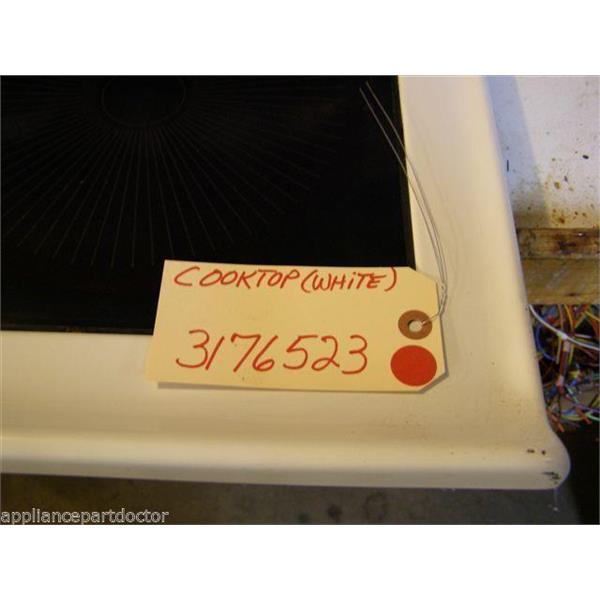 COOKTOP (WHITE)
3176523
appliancepartdoctor